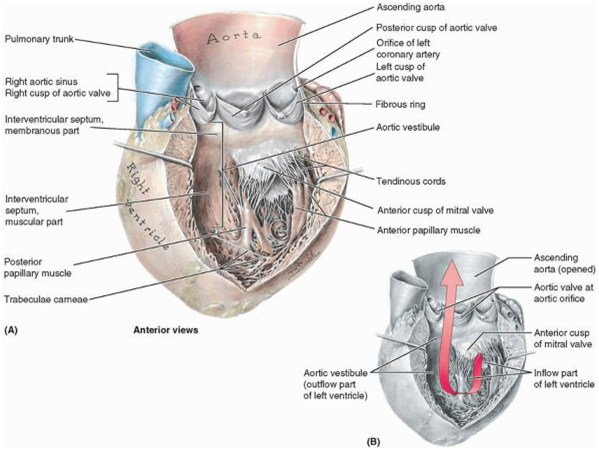 Ascending aorta
Aorta
Posterior cusp of aortic valve
Pulmonary trunk
Orifice of left
coronary artery
Left cusp of
aortic valve
Right aortic sinus
Right cusp of aortic valve
Fibrous ring
Interventricular septum,
membranous part
Aortic vestibule
Right
ventricle
Tendinous cords
Interventricular
septum,
muscular part
Anterior cusp of mitral valve
Anterior papillary muscle
Posterior
papillary muscle
Trabeculae carneae
(A)
Anterior views
Ascending
aorta (opened)
Aortic valve at
aortic orifice
Anterior cusp
of mitral valve
Aortic vestibule
(outflow part
of left ventricle)
Inflow part
of left ventricle
(B)